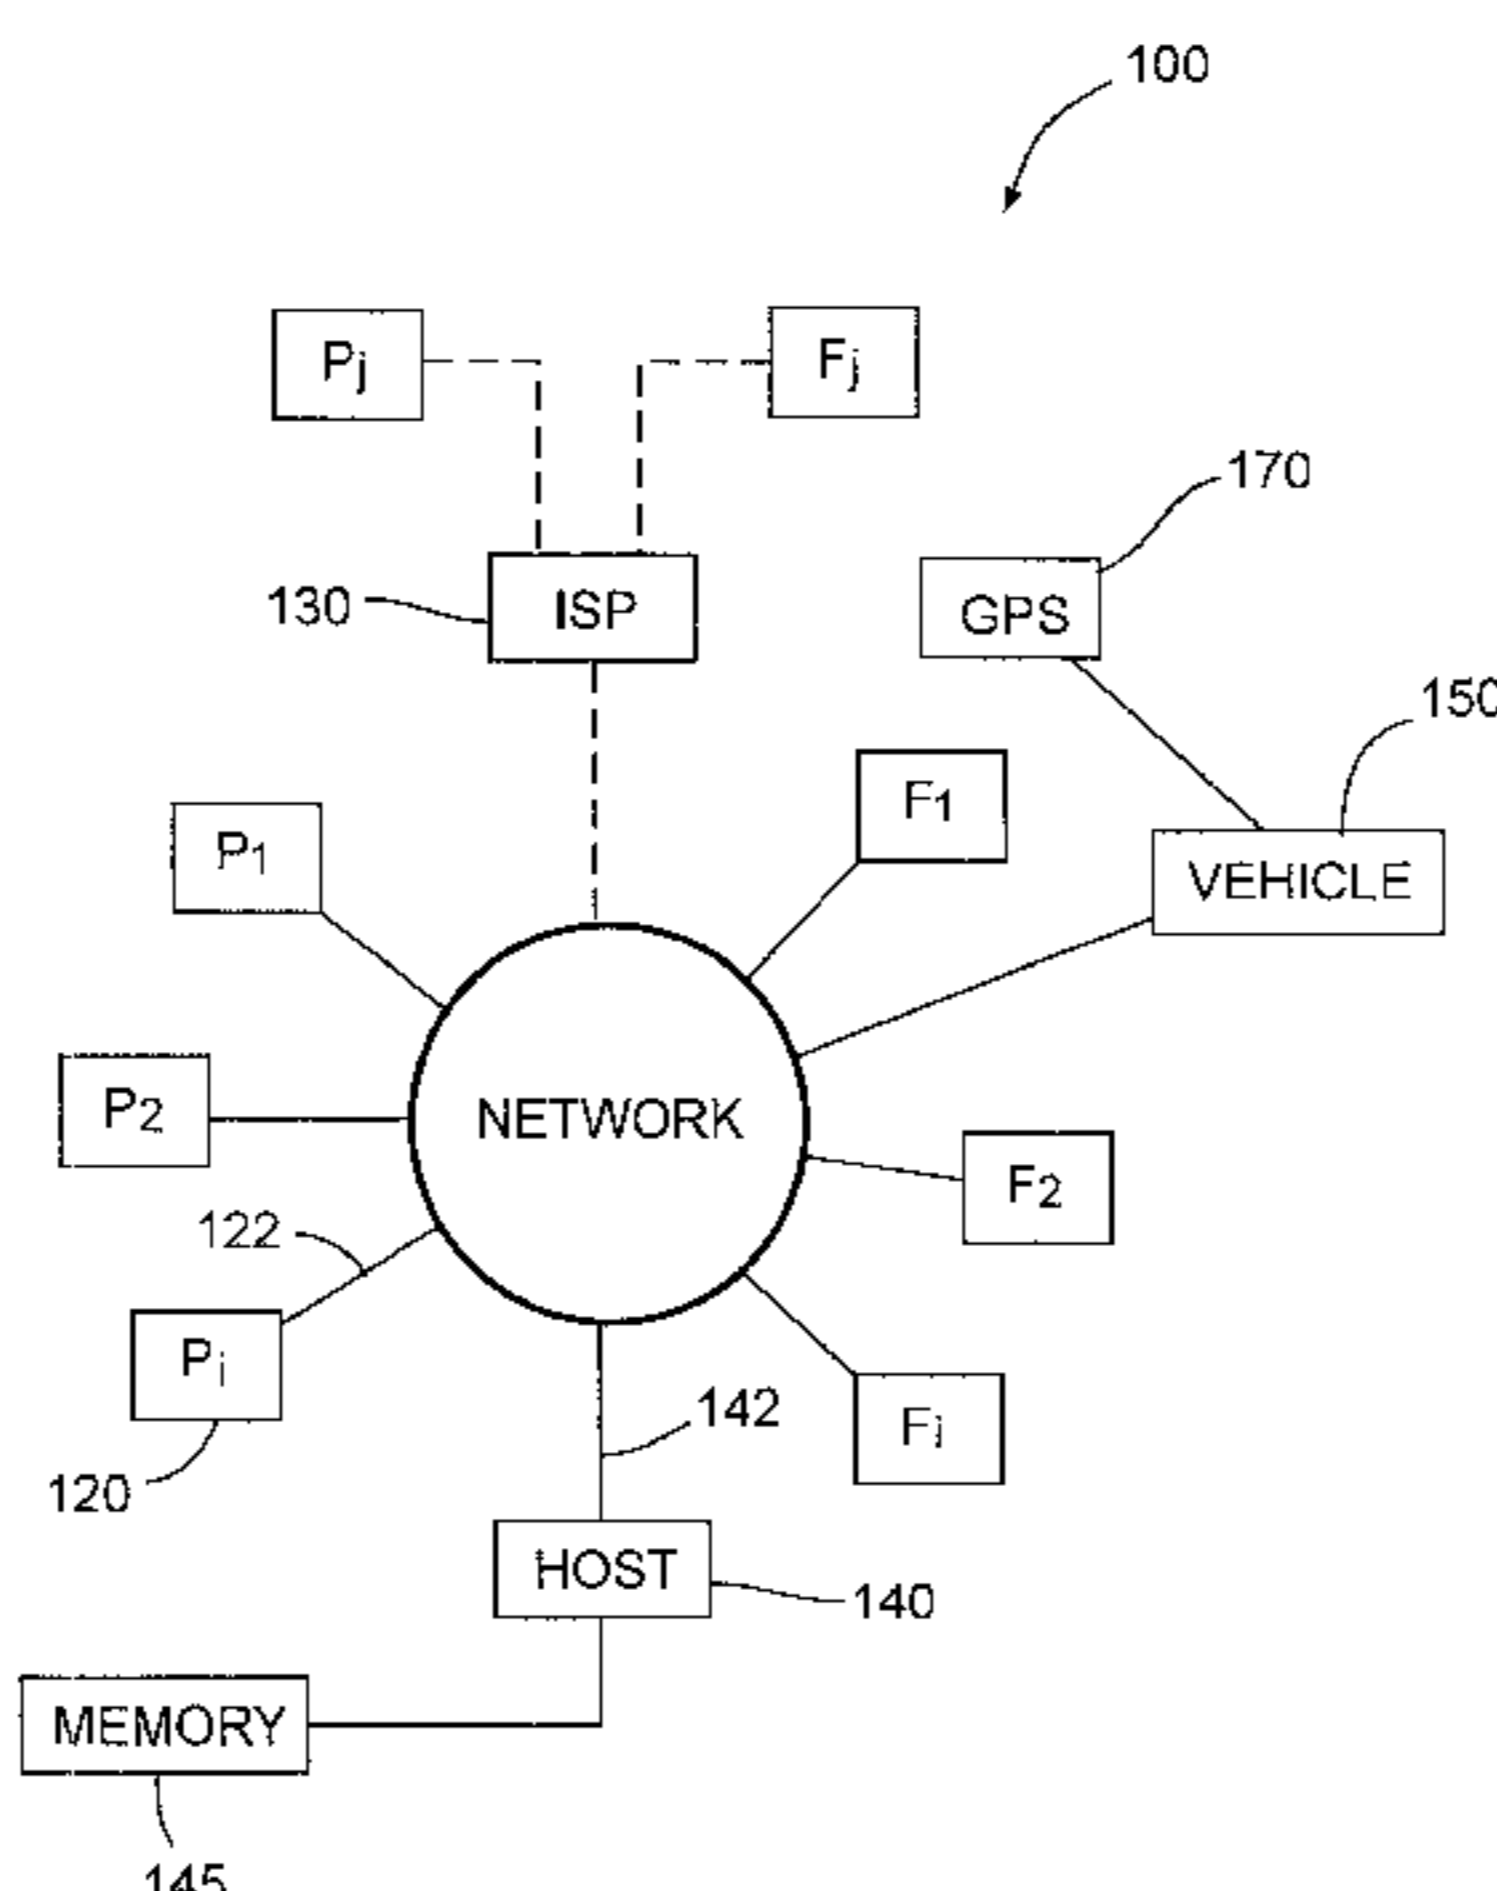 100
Pj
Fj
170
130
ISP
GPS
150
F1
P1
VEHICLE
P2
NETWORK
F2
122
Pi
142
Fi
120
HOST
140
MEMORY
145